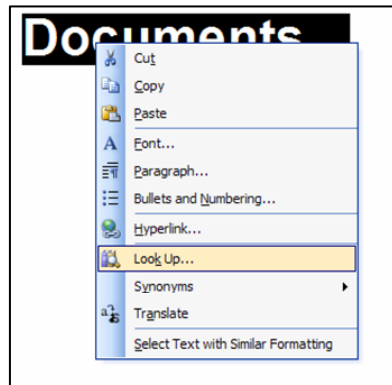 Documents
Cut
Copy
Paste
Font...
Paragraph...
Bullets and Numbering...
Hyperlink...
Look Up...
Synonyms
Translate
Select Text with Similar Formatting